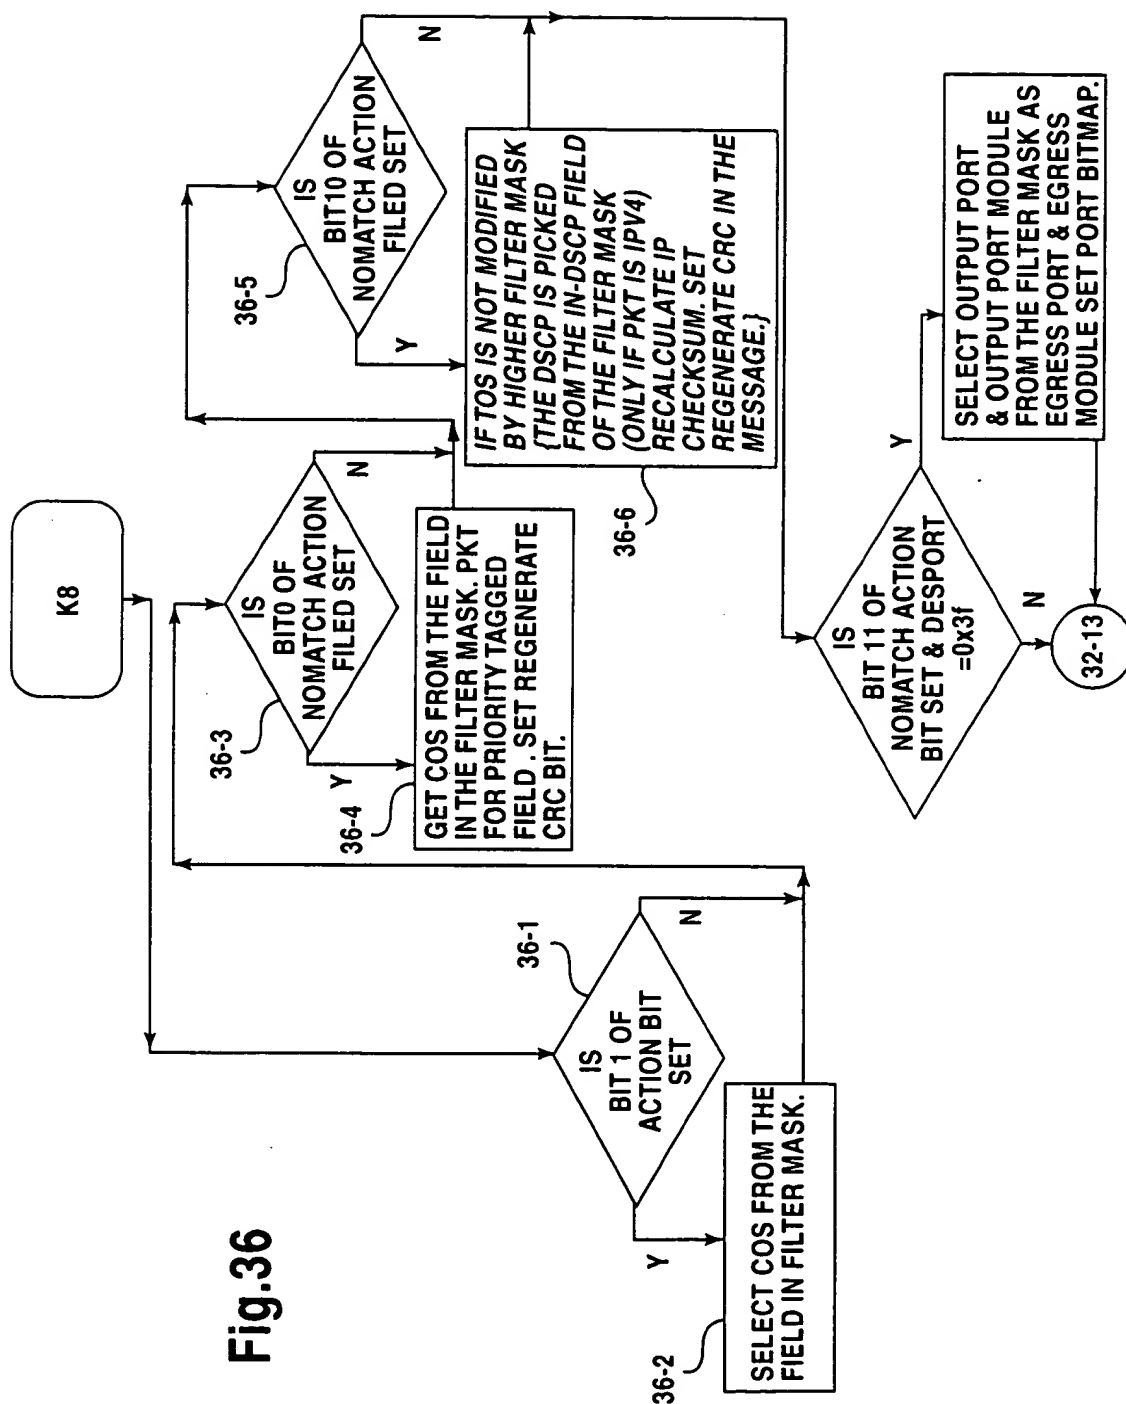 Fig.36
K8
36-1
IS
BIT 1 OF
ACTION BIT
SET
Y
N
36-2
SELECT COS FROM THE
FIELD IN FILTER MASK.
36-3
IS
BIT0 OF
NOMATCH ACTION
FILED SET
Y
N
36-4
GET COS FROM THE FIELD
IN THE FILTER MASK. PKT
FOR PRIORITY TAGGED
FIELD . SET REGENERATE
CRC BIT.
36-5
IS
BIT10 OF
NOMATCH ACTION
FILED SET
Y
N
36-6
IF TOS IS NOT MODIFIED
BY HIGHER FILTER MASK
{THE DSCP IS PICKED
FROM THE IN-DSCP FIELD
OF THE FILTER MASK
(ONLY IF PKT IS IPV4)
RECALCULATE IP
CHECKSUM. SET
REGENERATE CRC IN THE
MESSAGE.}
IS
BIT 11 OF
NOMATCH ACTION
BIT SET & DESPORT
=0x3f
Y
N
SELECT OUTPUT PORT
& OUTPUT PORT MODULE
FROM THE FILTER MASK AS
EGRESS PORT & EGRESS
MODULE SET PORT BITMAP.
32-13